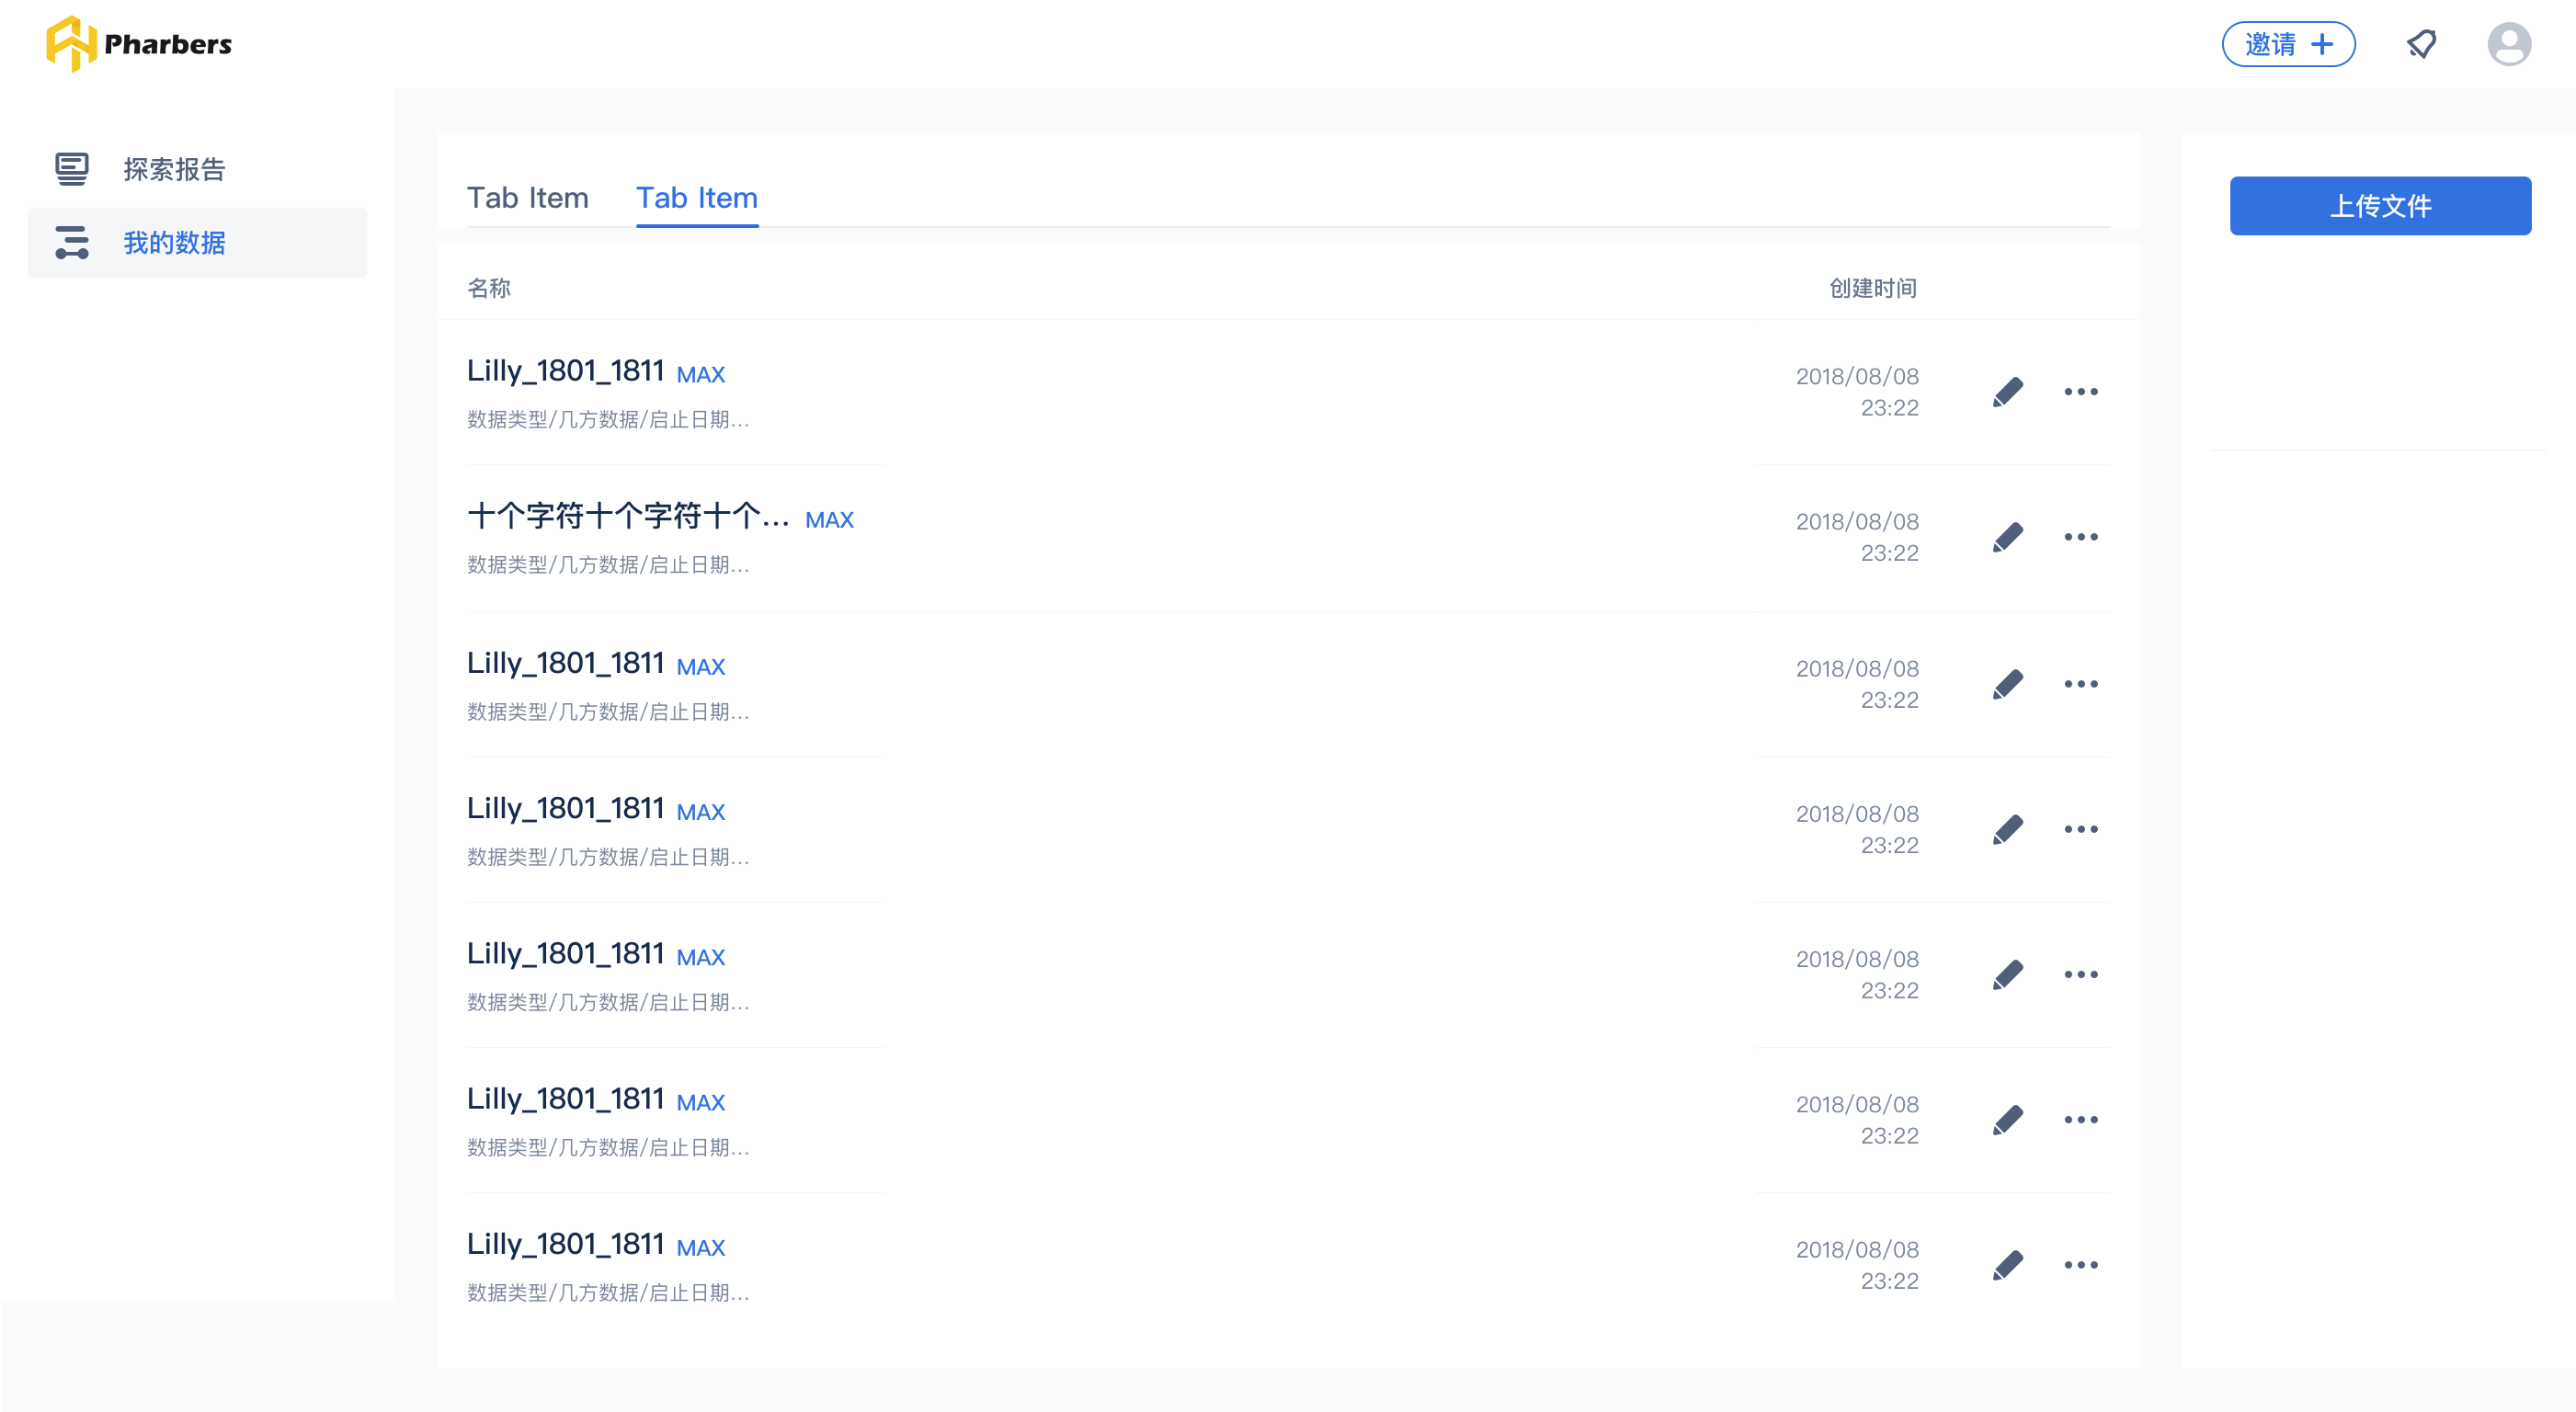 Pharbers
邀请
探索报告
我的数据
Tab Item
Tab Item
上传文件
名称
创建时间
Lilly_1801_1811 MAX
数据类型/几方数据/启止日期...
2018/08/08
23:22
十个字符十个字符十个... MAX
数据类型/几方数据/启止日期...
2018/08/08
23:22
Lilly_1801_1811 MAX
数据类型/几方数据/启止日期...
2018/08/08
23:22
Lilly_1801_1811 MAX
数据类型/几方数据/启止日期...
2018/08/08
23:22
Lilly_1801_1811 MAX
数据类型/几方数据/启止日期...
2018/08/08
23:22
Lilly_1801_1811 MAX
数据类型/几方数据/启止日期...
2018/08/08
23:22
Lilly_1801_1811 MAX
数据类型/几方数据/启止日期...
2018/08/08
23:22